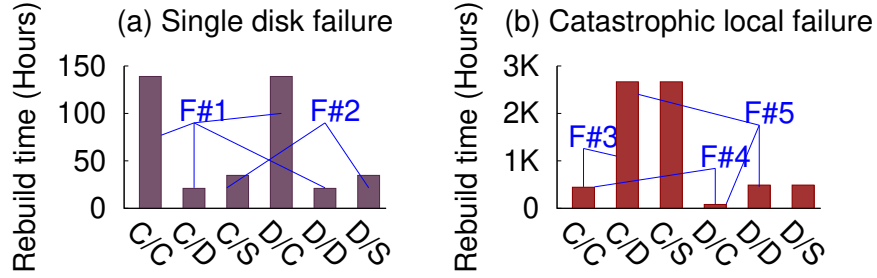 (a) Single disk failure
Rebuild time (Hours)
150
100
50
0
F#1
F#2
C/C
C/D
C/S
D/C
D/D
D/S
(b) Catastrophic local failure
Rebuild time (Hours)
3K
2K
1K
0
F#3
F#4
F#5
C/C
C/D
C/S
D/C
D/D
D/S